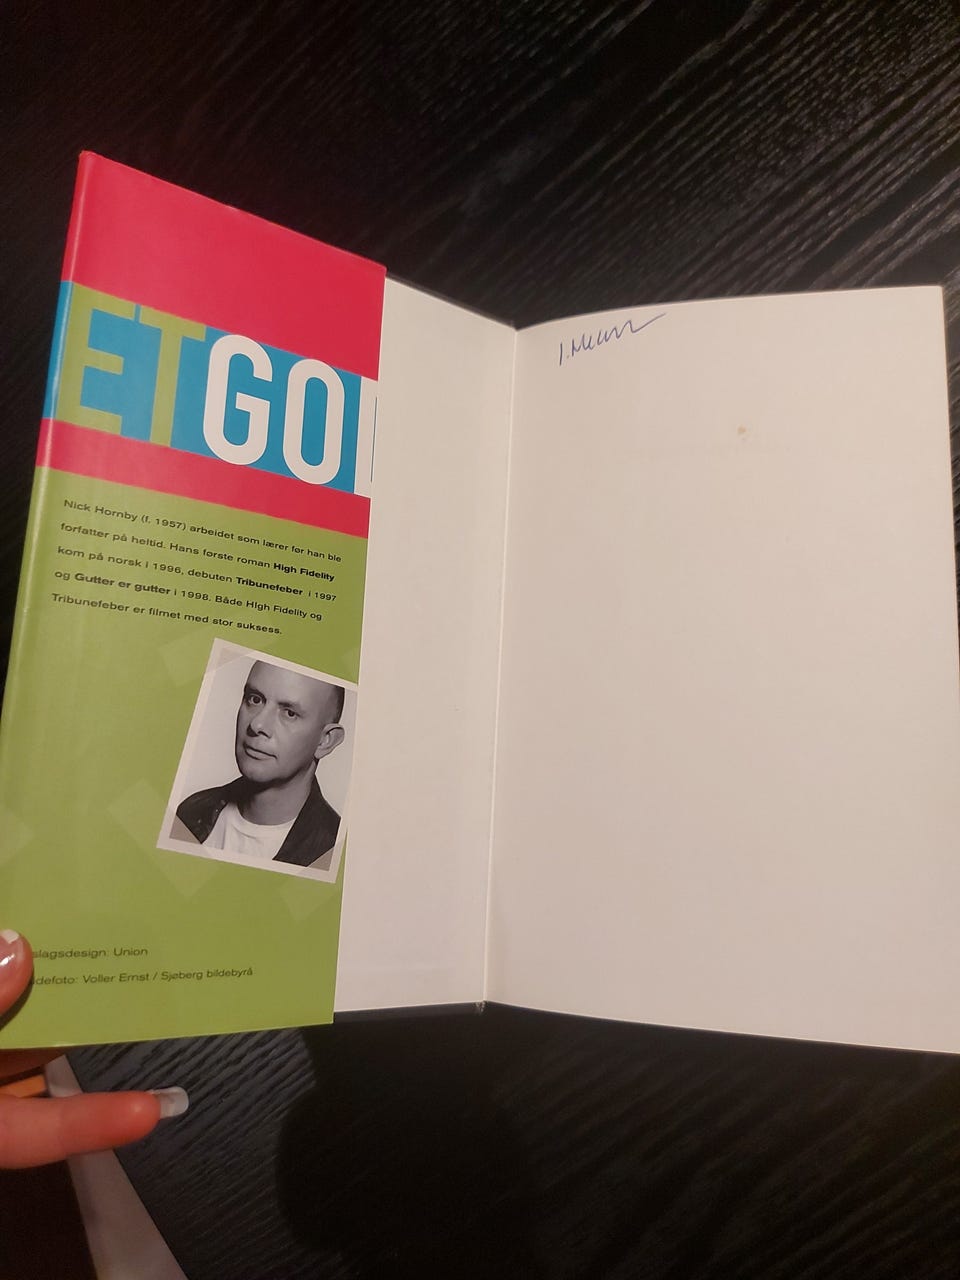 ETGO
Nick Hornby (f. 1957) arbeidet som lærer før han ble
forfatter på heltid. Hans første roman High Fidelity
kom på norsk i 1996, debuten Tribunefeber i 1997
og Gutter er gutter i 1998. Både HIgh Fidelity og
Tribunefeber er filmet med stor suksess.
slagsdesign: Union
defoto: Voller Ernst / Sjøberg bildebyrå